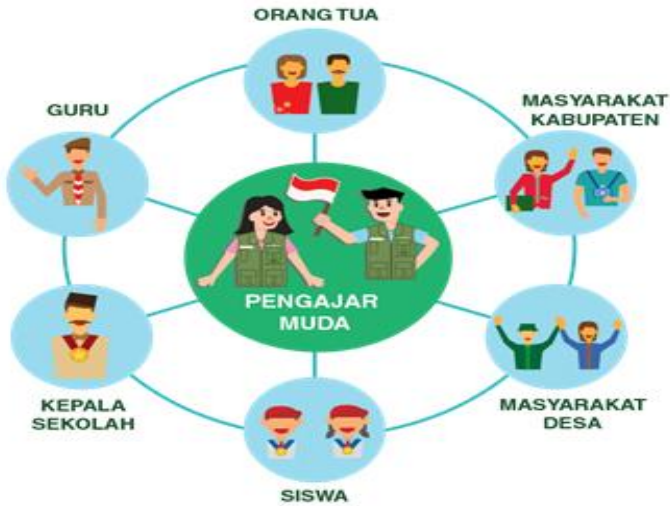 ORANG TUA
GURU
MASYARAKAT
KABUPATEN
PENGAJAR
MUDA
KEPALA
SEKOLAH
MASYARAKAT
DESA
SISWA